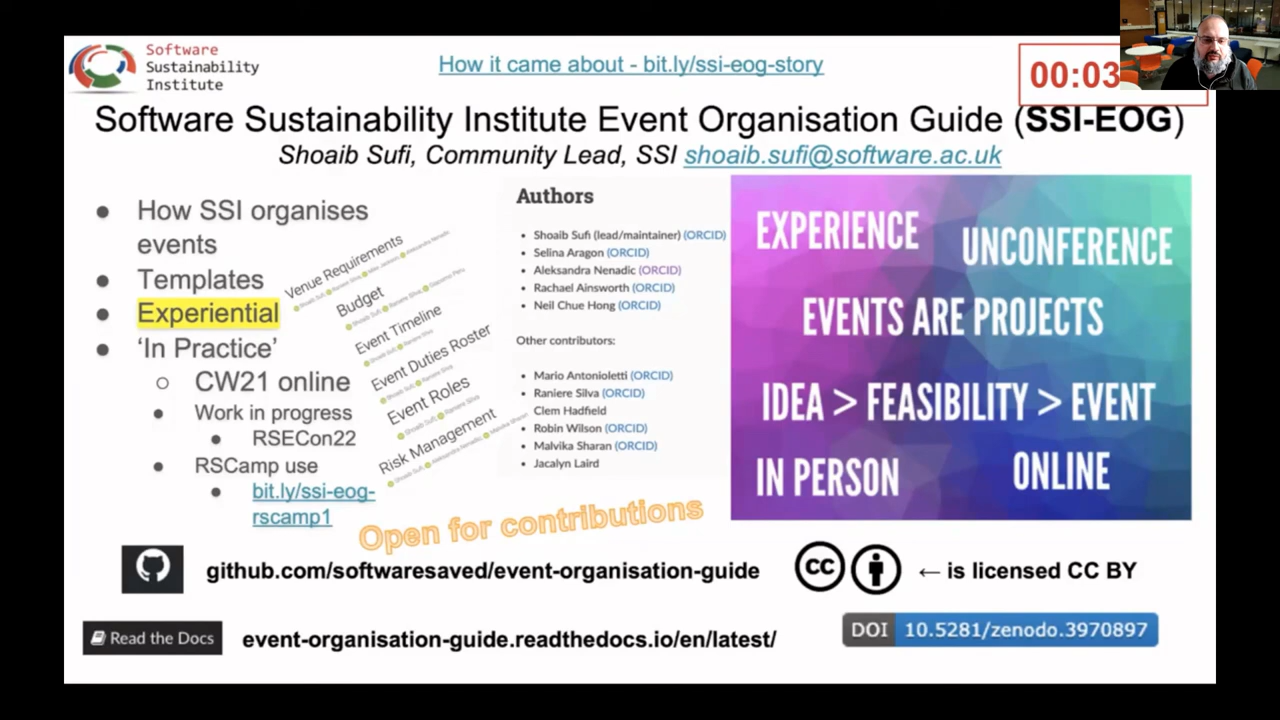 Software
Sustainability
Institute
How it came about - bit.ly/ssi-eog-story
00:03
Software Sustainability Institute Event Organisation Guide (SSI-EOG)
Shoaib Sufi, Community Lead, SSI shoaib.sufi@software.ac.uk
● How SSI organises
events
● Templates
● Experiential
● ‘In Practice’
○ CW21 online
● Work in progress
● RSECon22
● RSCamp use
● bit.ly/ssi-eog-
rscamp1
Venue Requirements
Budget
Event Timeline
Event Duties Roster
Event Roles
Risk Management
Authors
• Shoaib Sufi (lead/maintainer) (ORCID)
• Selina Aragon (ORCID)
• Aleksandra Nenadic (ORCID)
• Rachael Ainsworth (ORCID)
• Neil Chue Hong (ORCID)
Other contributors:
• Mario Antonioletti (ORCID)
• Raniere Silva (ORCID)
• Clem Hadfield
• Robin Wilson (ORCID)
• Malvika Sharan (ORCID)
• Jacalyn Laird
EXPERIENCE
UNCONFERENCE
EVENTS ARE PROJECTS
IDEA > FEASIBILITY > EVENT
IN PERSON
ONLINE
Open for contributions
github.com/softwaresaved/event-organisation-guide
cc
← is licensed CC BY
Read the Docs
event-organisation-guide.readthedocs.io/en/latest/
DOI 10.5281/zenodo.3970897